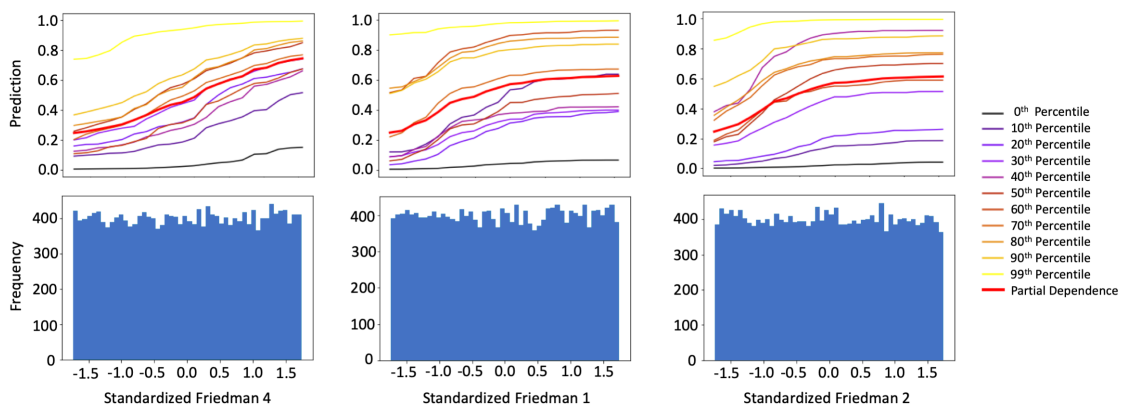 Prediction
1.0
0.8
0.6
0.4
0.2
0.0
1.0
0.8
0.6
0.4
0.2
0.0
1.0
0.8
0.6
0.4
0.2
0.0
0th Percentile
10th Percentile
20th Percentile
30th Percentile
40th Percentile
50th Percentile
60th Percentile
70th Percentile
80th Percentile
90th Percentile
99th Percentile
Partial Dependence
Frequency
400
300
200
100
0
400
300
200
100
0
400
300
200
100
0
-1.5 -1.0 -0.5 0.0 0.5 1.0 1.5
-1.5 -1.0 -0.5 0.0 0.5 1.0 1.5
-1.5 -1.0 -0.5 0.0 0.5 1.0 1.5
Standardized Friedman 4
Standardized Friedman 1
Standardized Friedman 2